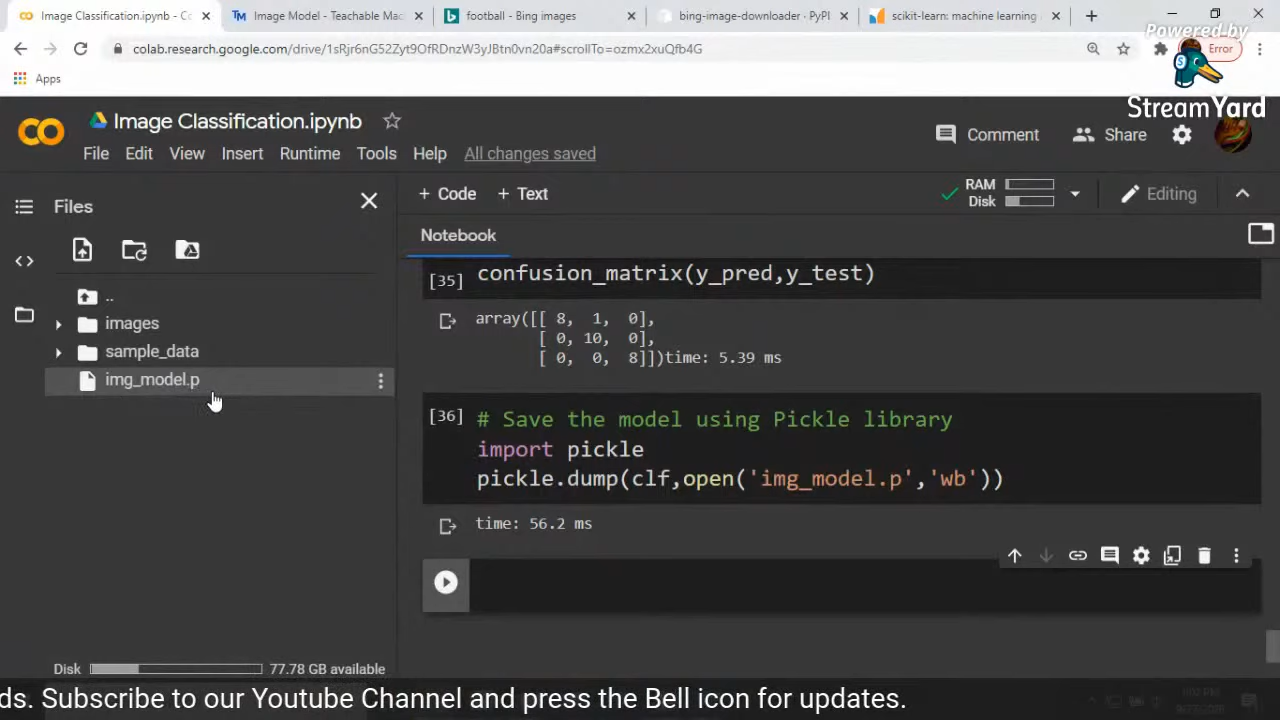 Image Classification.ipynb - Co
Image Model - Teachable Mac
football - Bing images
bing-image-downloader · PyPI
scikit-learn: machine learning
colab.research.google.com/drive/1sRjr6nG52Zyt9OfRDnzW3yJBtn0vn20a#scrollTo=ozmx2xuQfb4G
Error
Powered by
StreamYard
Apps
Image Classification.ipynb
File Edit View Insert Runtime Tools Help All changes saved
Comment Share
Files
+ Code + Text
RAM
Disk
Editing
Notebook
..
images
sample_data
img_model.p
[35] confusion_matrix(y_pred,y_test)
array([[ 8, 1, 0],
[ 0, 10, 0],
[ 0, 0, 8]])time: 5.39 ms
[36] # Save the model using Pickle library
import pickle
pickle.dump(clf,open('img_model.p','wb'))
time: 56.2 ms
Disk 77.78 GB available
ds. Subscribe to our Youtube Channel and press the Bell icon for updates.